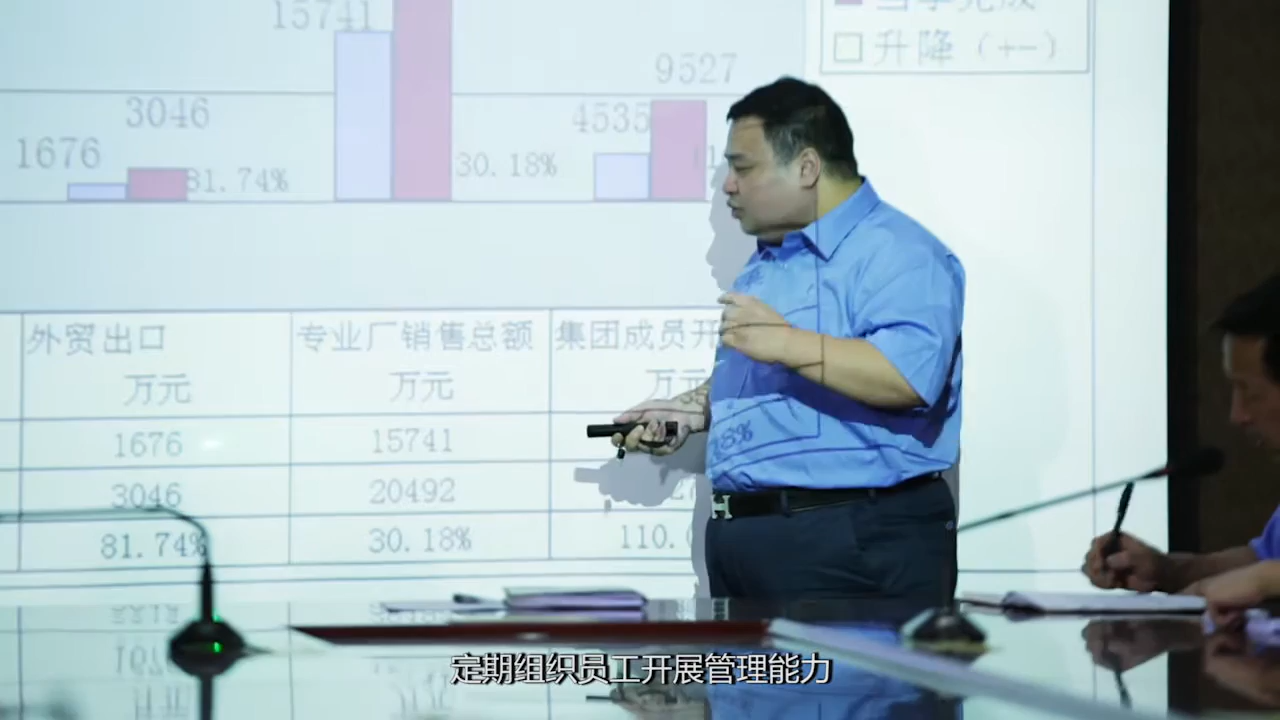 15741
升降（+-）
9527
3046
4535
1676
30.18%
81.74%
外贸出口 专业厂销售总额 集团成员开
万元 万元 万元
1676 15741
3046 20492
81.74% 30.18% 110.
定期组织员工开展管理能力